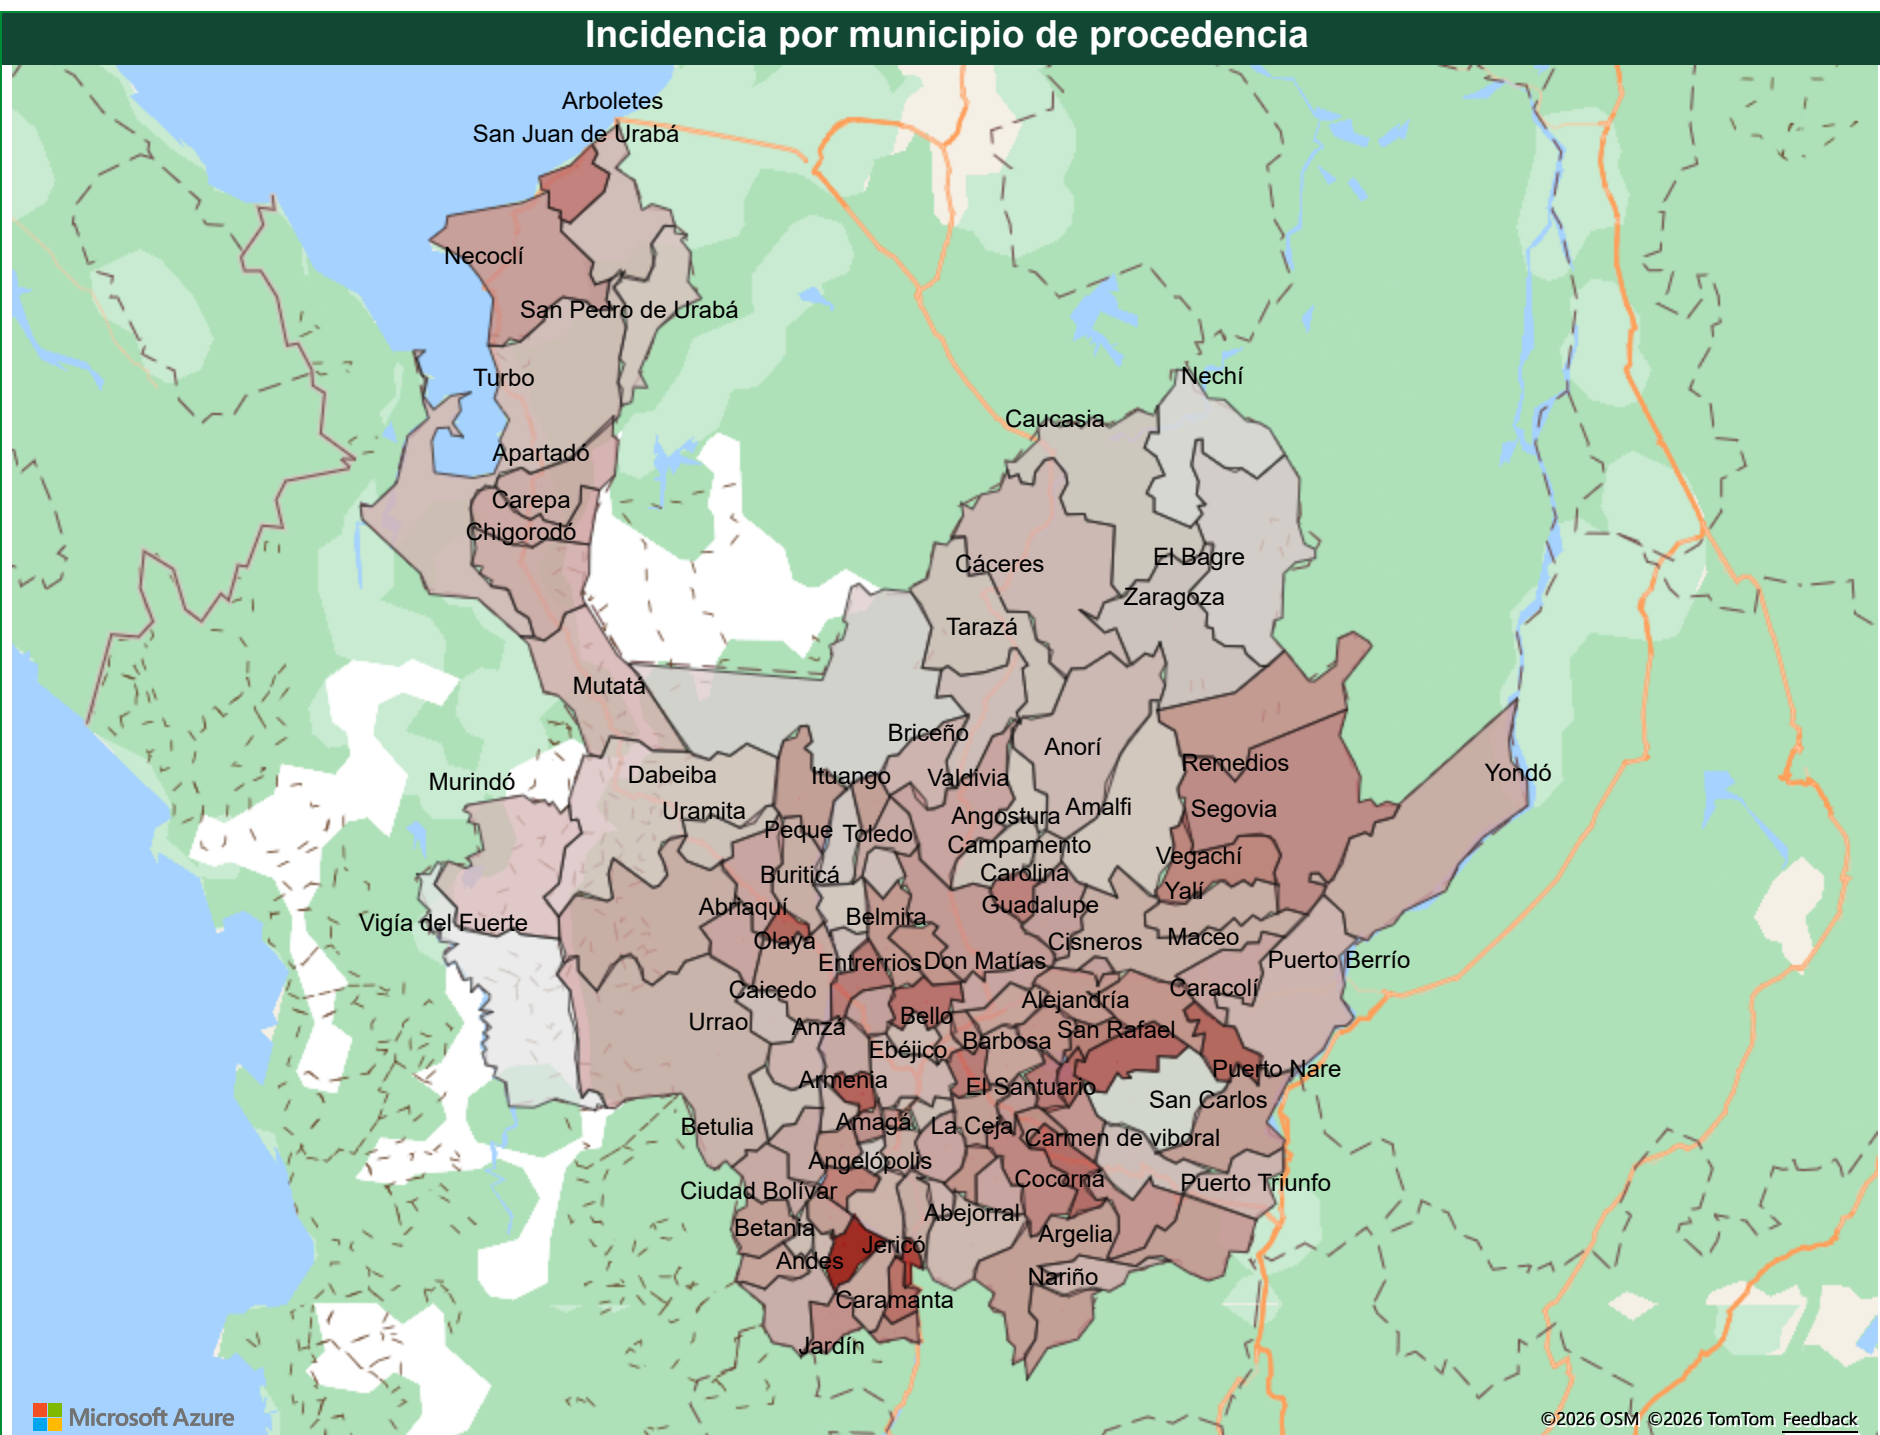 Incidencia por municipio de procedencia
Arboletes
San Juan de Urabá
Necoclí
San Pedro de Urabá
Turbo
Nechí
Caucasia
Apartadó
Carepa
Chigorodó
Cáceres
El Bagre
Zaragoza
Tarazá
Mutatá
Briceño
Anorí
Remedios
Yondó
Murindó
Dabeiba
Ituango
Valdivia
Uramita
Angostura
Amalfi
Segovia
Peque
Toledo
Campamento
Vegachí
Buriticá
Carolina
Yalí
Abriaquí
Belmira
Guadalupe
Vigía del Fuerte
Olaya
Cisneros
Maceo
Entrerrios
Don Matías
Puerto Berrío
Caicedo
Caracolí
Alejandría
Urrao
Anzá
Bello
San Rafael
Ebéjico
Barbosa
Puerto Nare
Armenia
El Santuario
San Carlos
Betulia
Amagá
La Ceja
Carmen de viboral
Angelópolis
Cocorná
Puerto Triunfo
Ciudad Bolívar
Abejorral
Betania
Argelia
Jericó
Andes
Nariño
Caramanta
Jardín
Microsoft Azure
©2026 OSM ©2026 TomTom Feedback